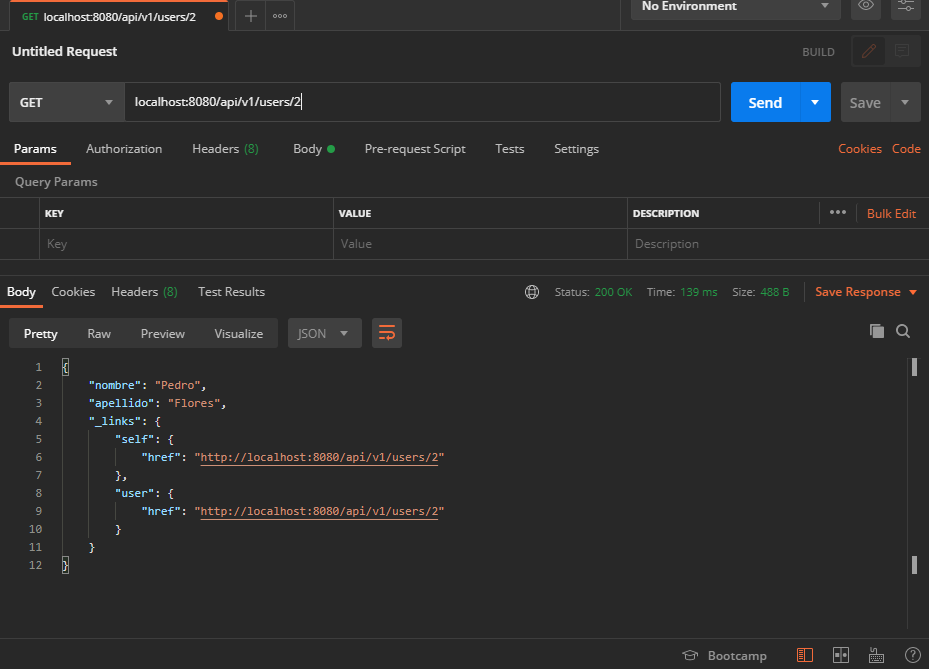 GET localhost:8080/api/v1/users/2
No Environment
Untitled Request
BUILD
GET localhost:8080/api/v1/users/2 Send Save
Params Authorization Headers (8) Body Pre-request Script Tests Settings Cookies Code
Query Params
KEY VALUE DESCRIPTION Bulk Edit
Key Value Description
Body Cookies Headers (8) Test Results Status: 200 OK Time: 139 ms Size: 488 B Save Response
Pretty Raw Preview Visualize JSON
1 {
2 "nombre": "Pedro",
3 "apellido": "Flores",
4 "_links": {
5 "self": {
6 "href": "http://localhost:8080/api/v1/users/2"
7 },
8 "user": {
9 "href": "http://localhost:8080/api/v1/users/2"
10 }
11 }
12 }
Bootcamp